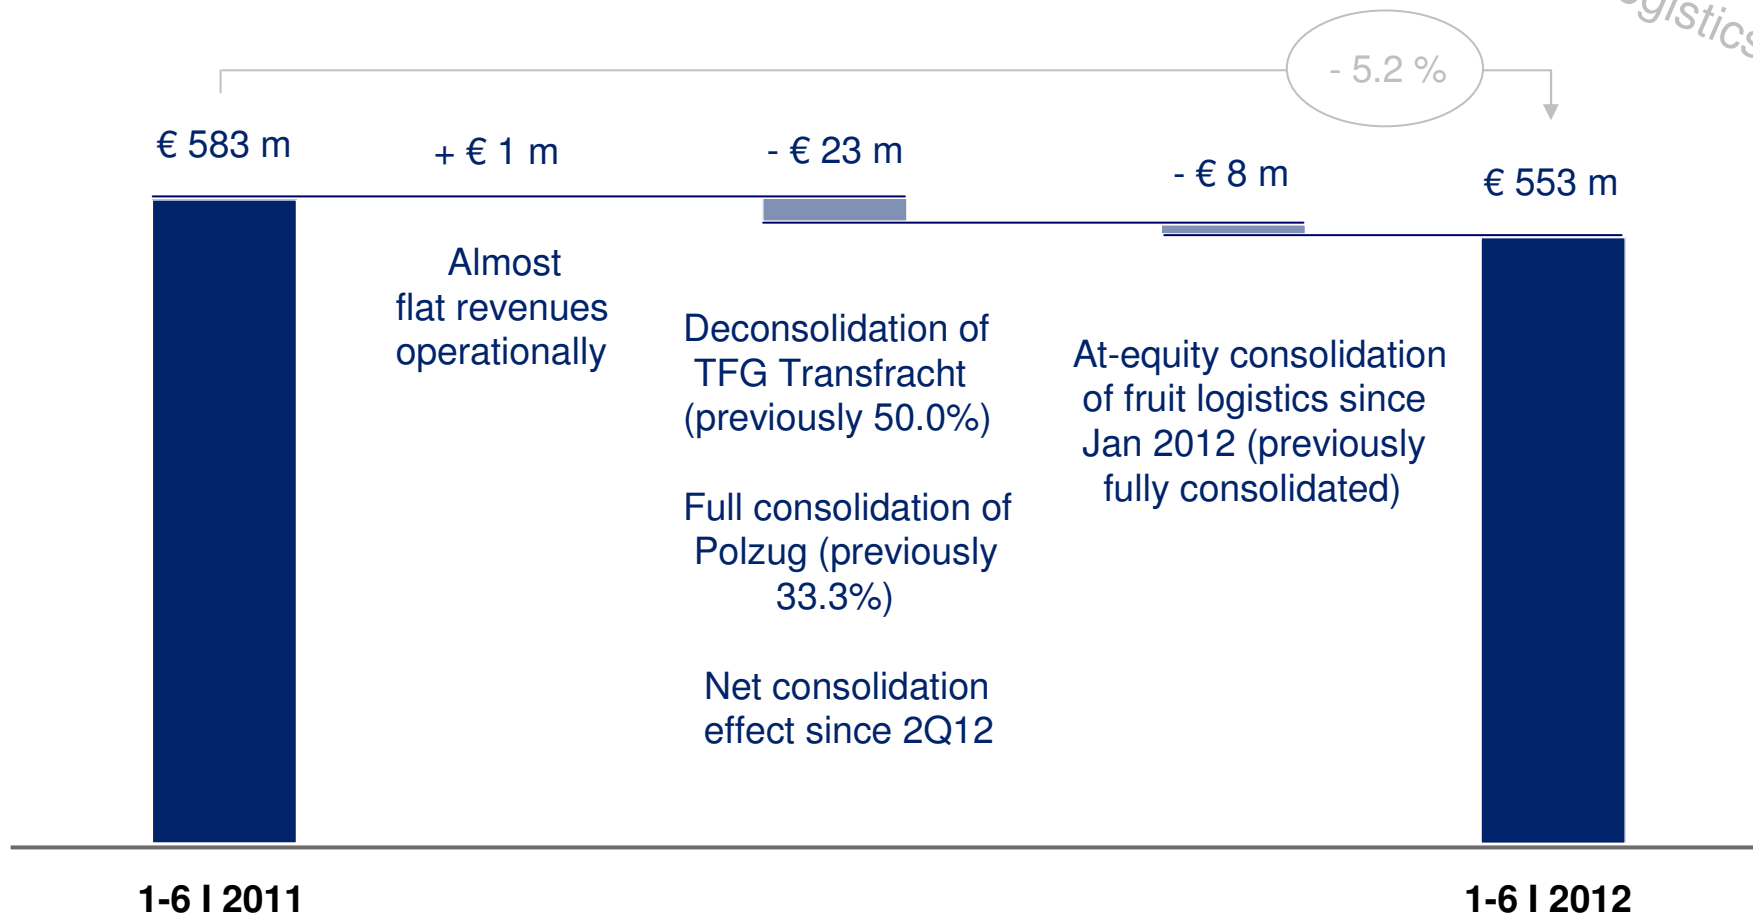 - 5.2 %
€ 583 m
+ € 1 m
- € 23 m
- € 8 m
€ 553 m
Almost
flat revenues
operationally
Deconsolidation of
TFG Transfracht
(previously 50.0%)
Full consolidation of
Polzug (previously
33.3%)
Net consolidation
effect since 2Q12
At-equity consolidation
of fruit logistics since
Jan 2012 (previously
fully consolidated)
1-6 I 2011
1-6 I 2012